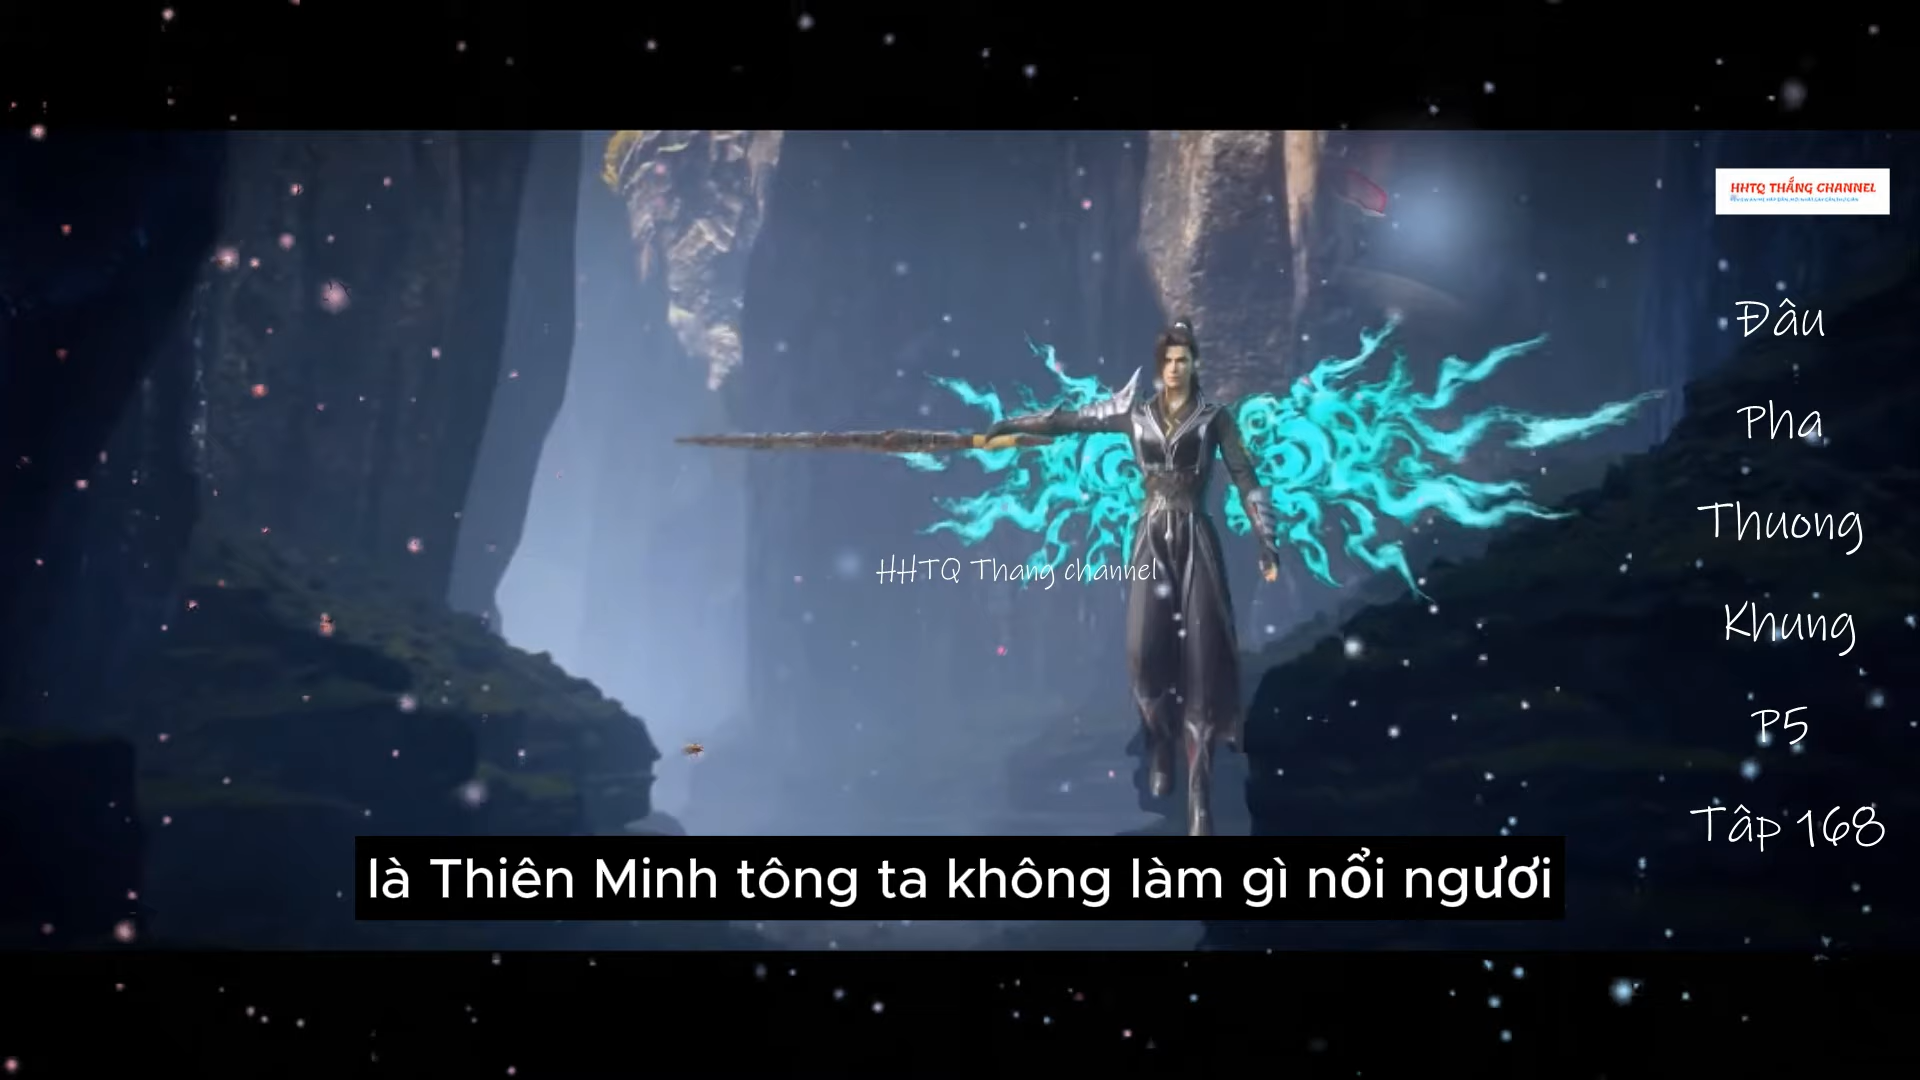 HHTQ THẮNG CHANNEL
Đâu
Pha
Thuong
Khung
P5
Tâp 168
HHTQ Thang channel
là Thiên Minh tông ta không làm gì nổi ngươi